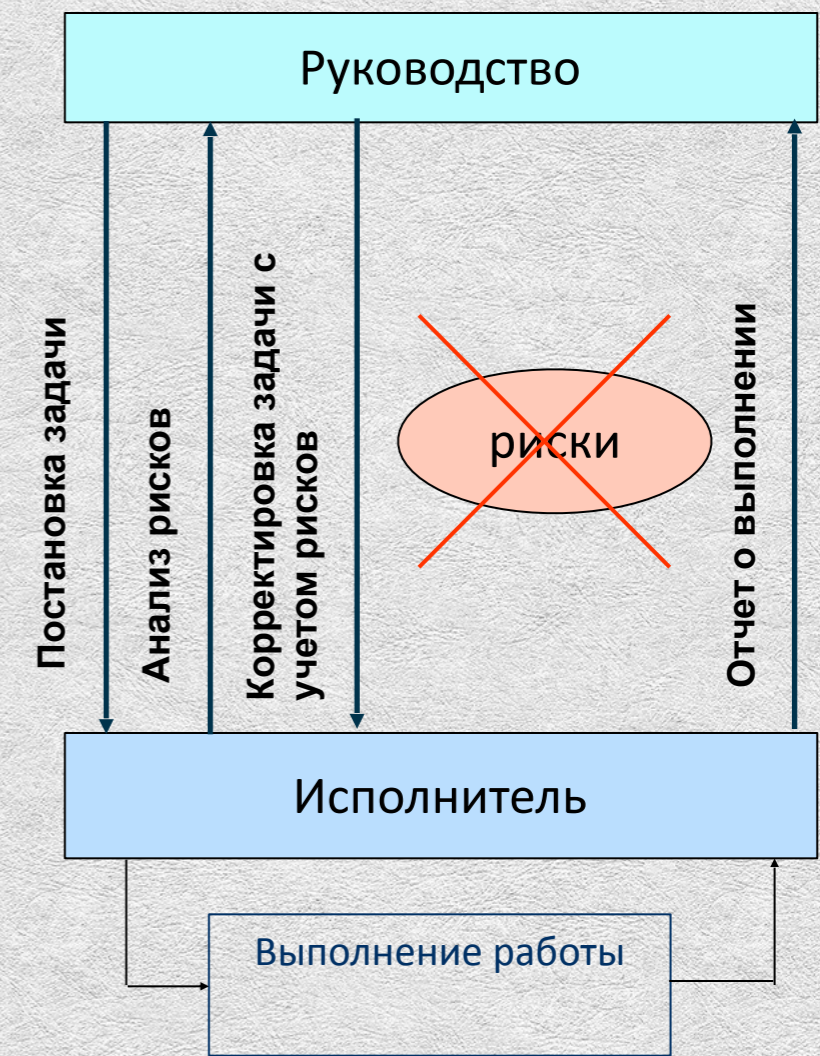 Руководство
Постановка задачи
Анализ рисков
Корректировка задачи с
учетом рисков
риски
Отчет о выполнении
Исполнитель
Выполнение работы